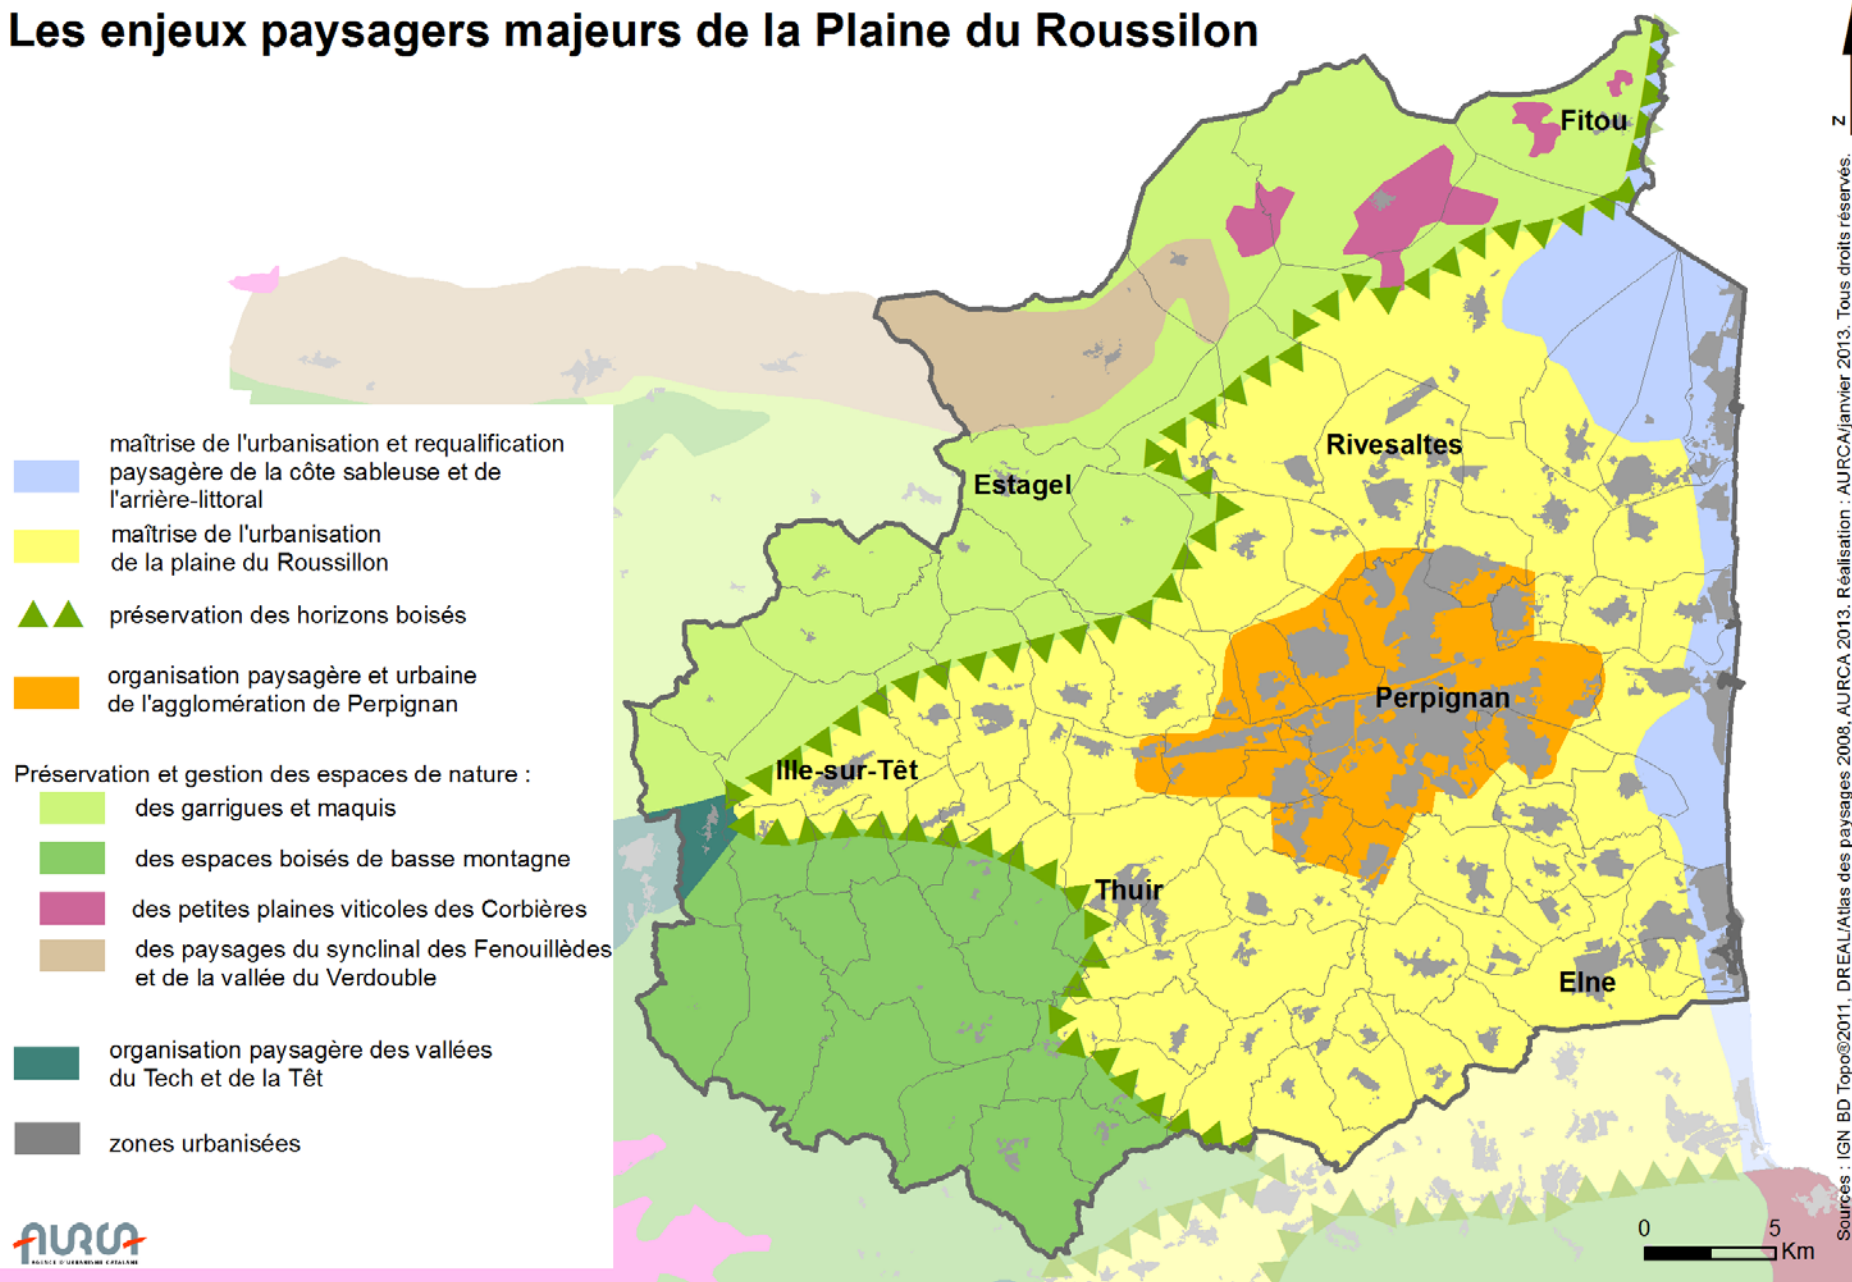 Les enjeux paysagers majeurs de la Plaine du Roussilon
z
Fitou
Rivesaltes
Estagel
Perpignan
Ille-sur-Têt
Thuir
Elne
maîtrise de l'urbanisation et requalification
paysagère de la côte sableuse et de
l'arrière-littoral
maîtrise de l'urbanisation
de la plaine du Roussillon
préservation des horizons boisés
organisation paysagère et urbaine
de l'agglomération de Perpignan
Préservation et gestion des espaces de nature :
des garrigues et maquis
des espaces boisés de basse montagne
des petites plaines viticoles des Corbières
des paysages du synclinal des Fenouillèdes
et de la vallée du Verdouble
organisation paysagère des vallées
du Tech et de la Têt
zones urbanisées
AURCA
AGENCE D'URBANISME CATALANE
0 5
Km
Sources : IGN BD Topo®2011, DREAL/Atlas des paysages 2008, AURCA 2013. Réalisation : AURCA/janvier 2013. Tous droits réservés.